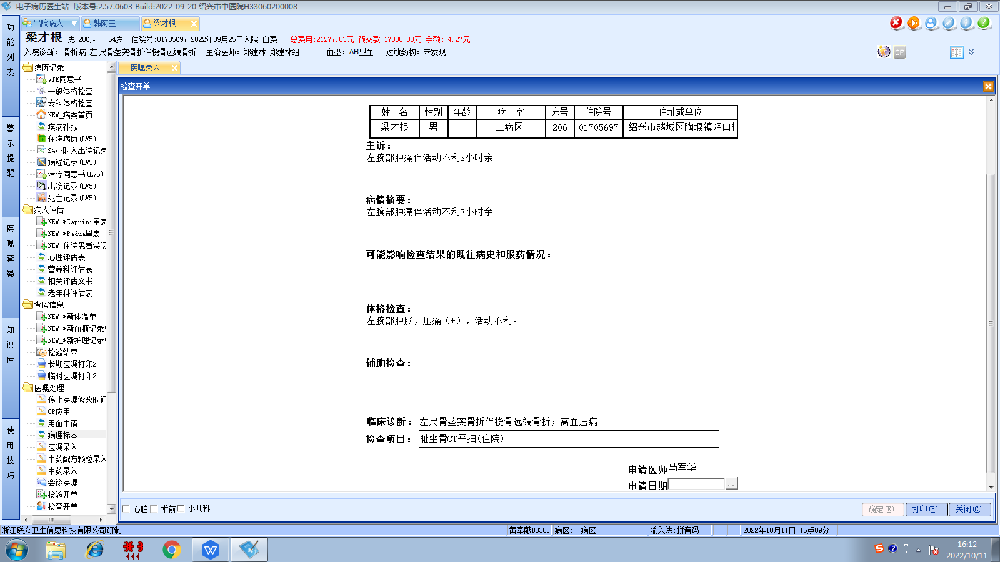 电子病历医生站 版本号:2.57.0603 Build:2022-09-20 绍兴市中医院H33060200008
出院病人 韩阿王 梁才根
梁才根 男 206床 54岁 住院号:01705697 2022年09月25日入院 自费 总费用:21277.03元 预交款:17000.00元 余额: 4.27元
入院诊断: 骨折病 ,左 尺骨茎突骨折伴桡骨远端骨折 主治医师: 郑建林 郑建林组 血型: AB型血 过敏药物: 未发现
CP
功能列表
警示提醒
医嘱套餐
知识库
使用技巧
病历记录
VTE同意书
一般体格检查
专科体格检查
NEW_病案首页
疾病补报
住院病历(LV5)
24小时入出院记录
病程记录(LV5)
治疗同意书(LV5)
出院记录(LV5)
死亡记录(LV5)
病人评估
NEW_*Caprini量表
NEW_*Padua量表
NEW_住院患者误吸
心理评估表
营养科评估表
相关评估文书
老年科评估表
查房信息
NEW_*新体温单
NEW_*新血糖记录单
NEW_*新护理记录单
检验结果
长期医嘱打印2
临时医嘱打印2
医嘱处理
停止医嘱修改时间
CP应用
用血申请
病理标本
医嘱录入
中药配方颗粒录入
中药录入
会诊医嘱
检验开单
检查开单
医嘱录入
检查开单
姓 名 性别 年龄 病 室 床号 住院号 住址或单位
梁才根 男 二病区 206 01705697 绍兴市越城区陶堰镇泾口村
主诉:
左腕部肿痛伴活动不利3小时余
病情摘要:
左腕部肿痛伴活动不利3小时余
可能影响检查结果的既往病史和服药情况:
体格检查:
左腕部肿胀，压痛（+），活动不利。
辅助检查:
临床诊断: 左尺骨茎突骨折伴桡骨远端骨折；高血压病
检查项目: 耻坐骨CT平扫(住院)
申请医师 马军华
申请日期 ..
心脏 术前 小儿科
确定(E) 打印(P) 关闭(C)
浙江联众卫生信息科技有限公司研制 黄奉献D3306 病区:二病区 输入法:拼音码 2022年10月11日 16点09分
16:12
2022/10/11